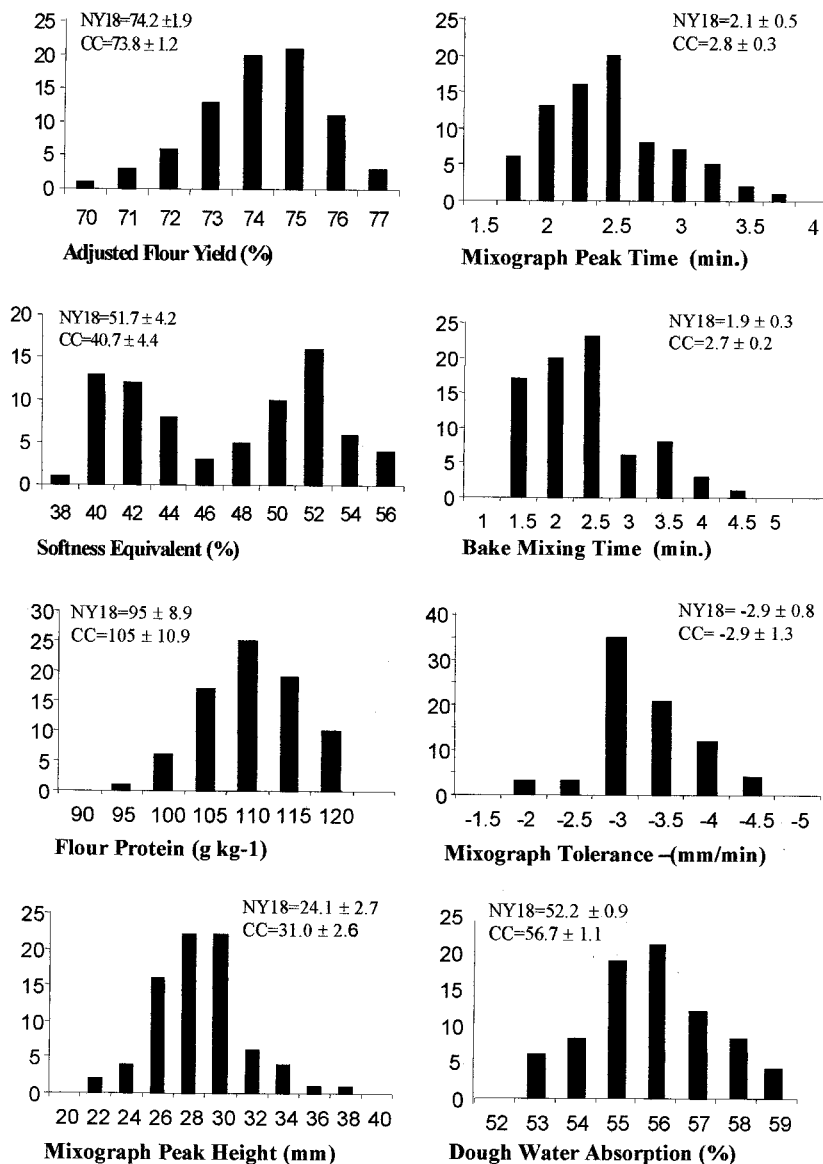 NY18=74.2 ±1.9
CC=73.8 ± 1.2
25
20
15
10
5
0
70 71 72 73 74 75 76 77
Adjusted Flour Yield (%)
NY18=2.1 ± 0.5
CC=2.8 ± 0.3
25
20
15
10
5
0
1.5 2 2.5 3 3.5 4
Mixograph Peak Time (min.)
NY18=51.7 ± 4.2
CC=40.7 ± 4.4
20
15
10
5
0
38 40 42 44 46 48 50 52 54 56
Softness Equivalent (%)
NY18=1.9 ± 0.3
CC=2.7 ± 0.2
25
20
15
10
5
0
1 1.5 2 2.5 3 3.5 4 4.5 5
Bake Mixing Time (min.)
NY18=95 ± 8.9
CC=105 ± 10.9
30
25
20
15
10
5
0
90 95 100 105 110 115 120
Flour Protein (g kg-1)
NY18= -2.9 ± 0.8
CC= -2.9 ± 1.3
40
30
20
10
0
-1.5 -2 -2.5 -3 -3.5 -4 -4.5 -5
Mixograph Tolerance –(mm/min)
NY18=24.1 ± 2.7
CC=31.0 ± 2.6
25
20
15
10
5
0
20 22 24 26 28 30 32 34 36 38 40
Mixograph Peak Height (mm)
NY18=52.2 ± 0.9
CC=56.7 ± 1.1
25
20
15
10
5
0
52 53 54 55 56 57 58 59
Dough Water Absorption (%)